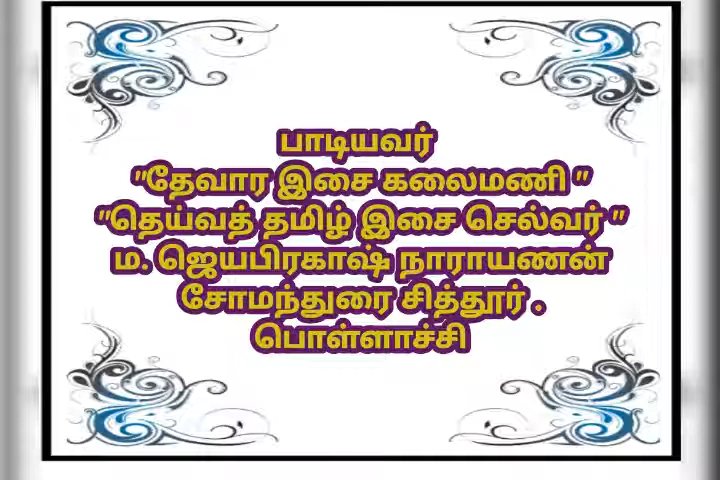 பாடியவர்
"தேவார இசை கலைமணி "
"தெய்வத் தமிழ் இசை செல்வர் "
ம. ஜெயபிரகாஷ் நாராயணன்
சோமந்துரை சித்தூர் .
பொள்ளாச்சி